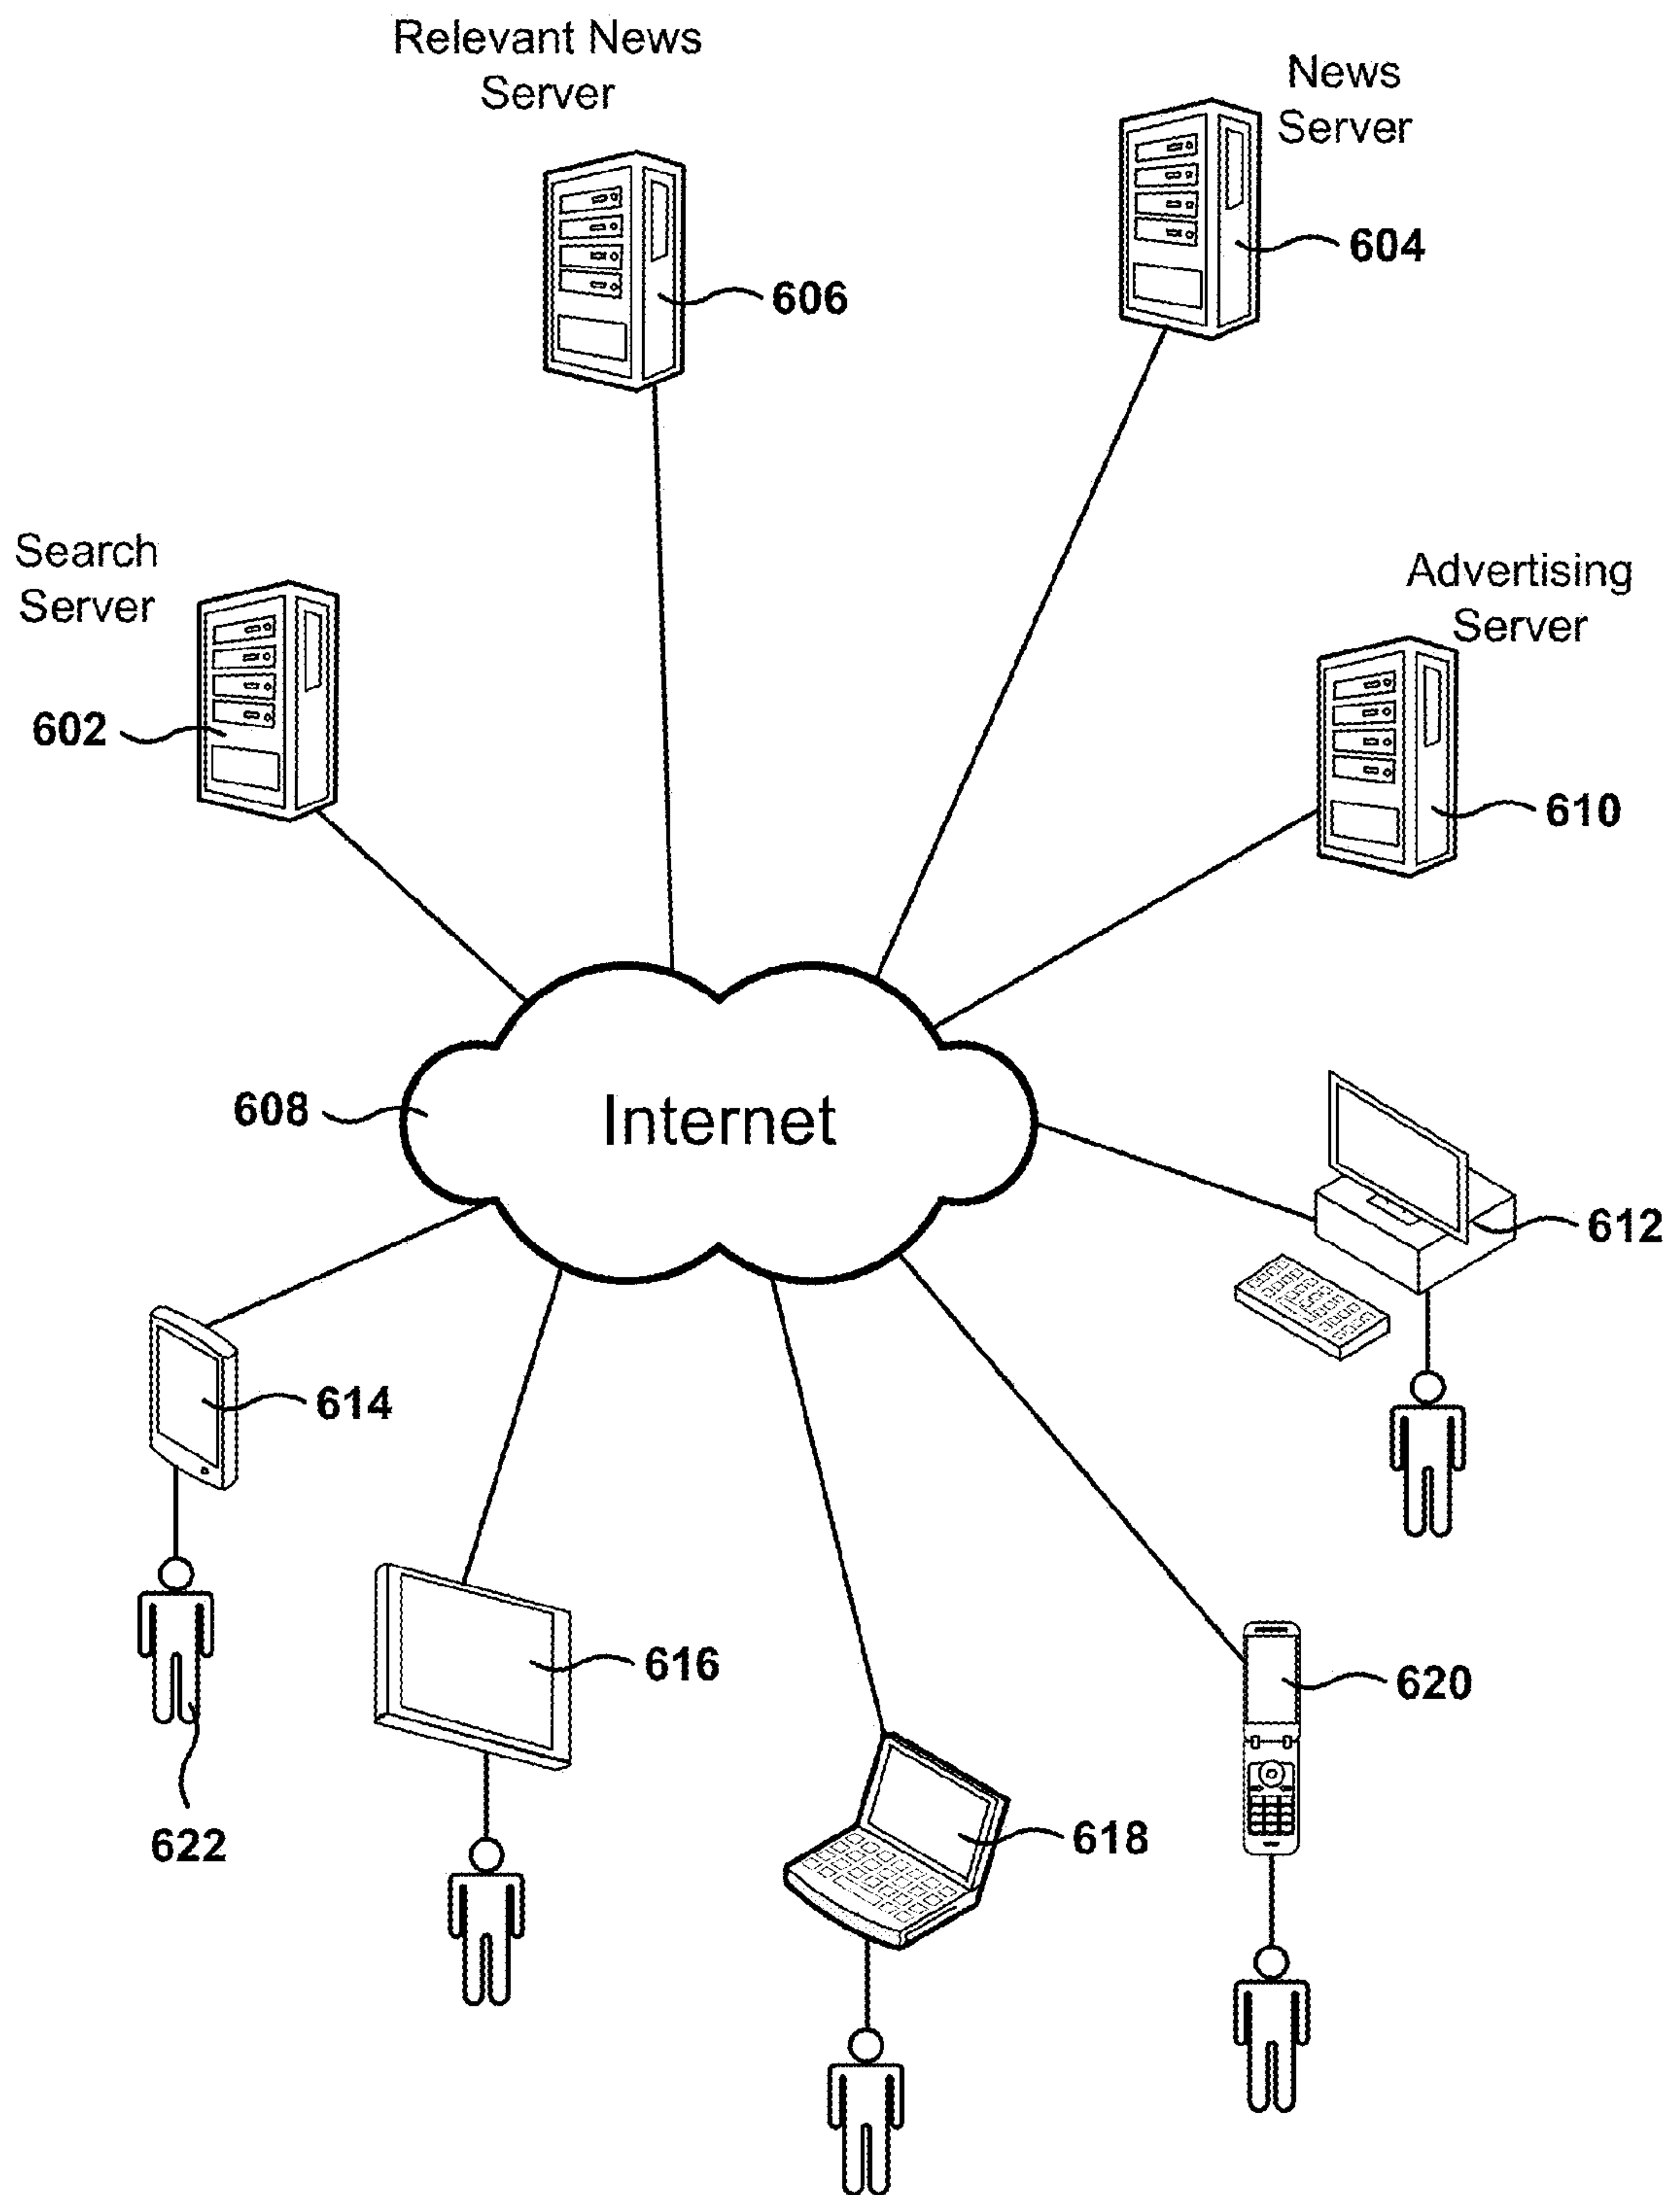 Relevant News
Server
News
Server
606
604
Search
Server
Advertising
Server
602
610
608
Internet
612
614
616
620
622
618